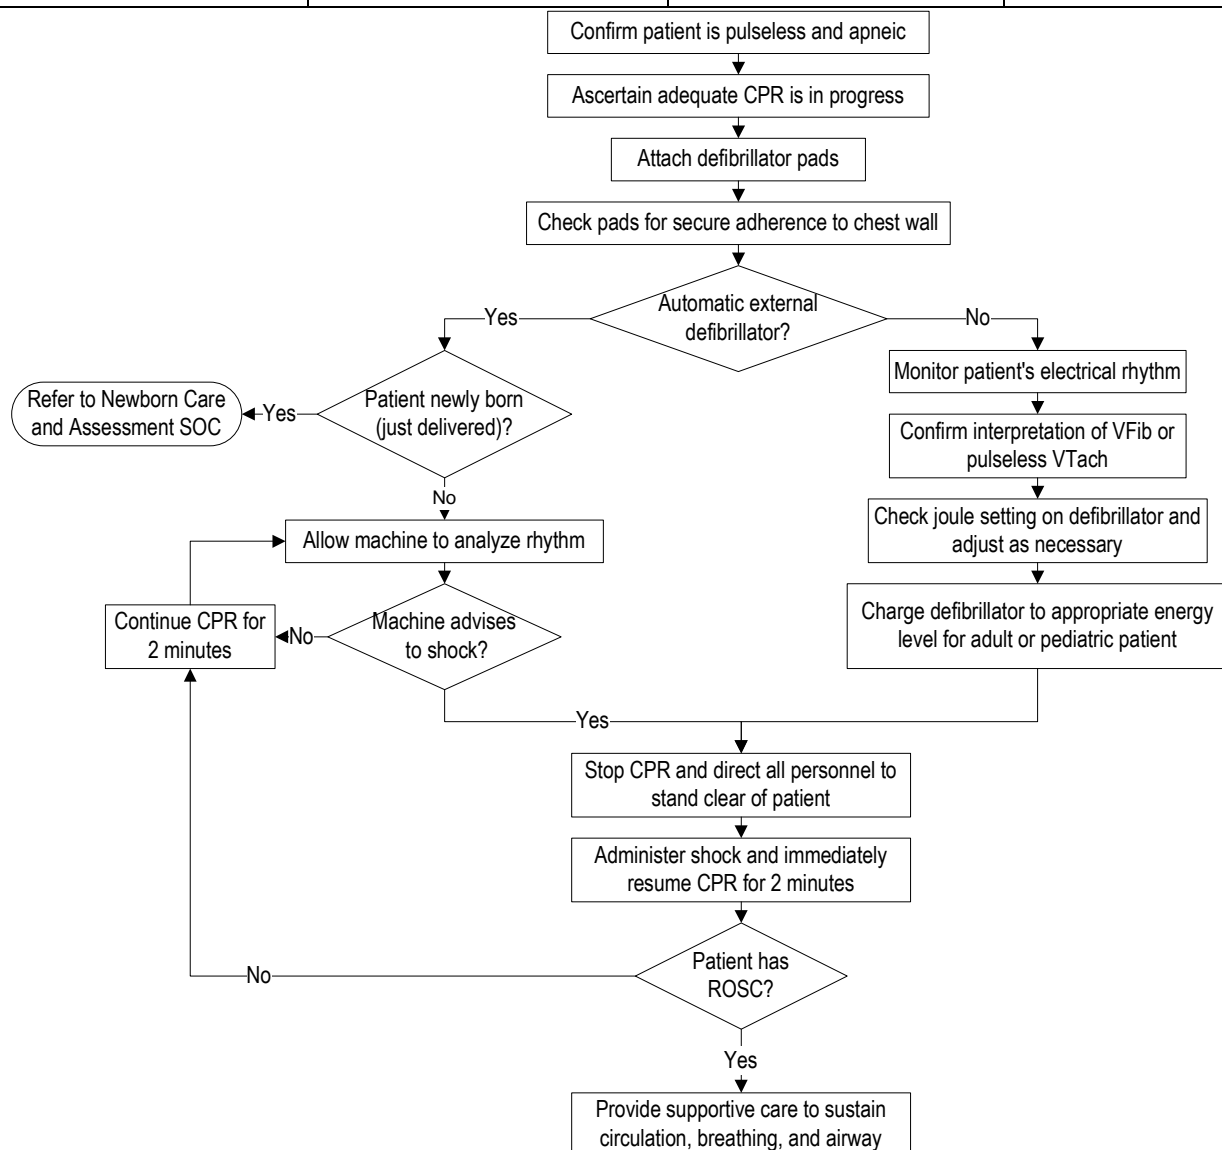 Confirm patient is pulseless and apneic
Ascertain adequate CPR is in progress
Attach defibrillator pads
Check pads for secure adherence to chest wall
Automatic external
defibrillator?
Yes
No
Patient newly born
(just delivered)?
Yes
Refer to Newborn Care
and Assessment SOC
No
Allow machine to analyze rhythm
Machine advises
to shock?
No
Continue CPR for
2 minutes
Yes
Monitor patient's electrical rhythm
Confirm interpretation of VFib or
pulseless VTach
Check joule setting on defibrillator and
adjust as necessary
Charge defibrillator to appropriate energy
level for adult or pediatric patient
Stop CPR and direct all personnel to
stand clear of patient
Administer shock and immediately
resume CPR for 2 minutes
Patient has
ROSC?
No
Yes
Provide supportive care to sustain
circulation, breathing, and airway